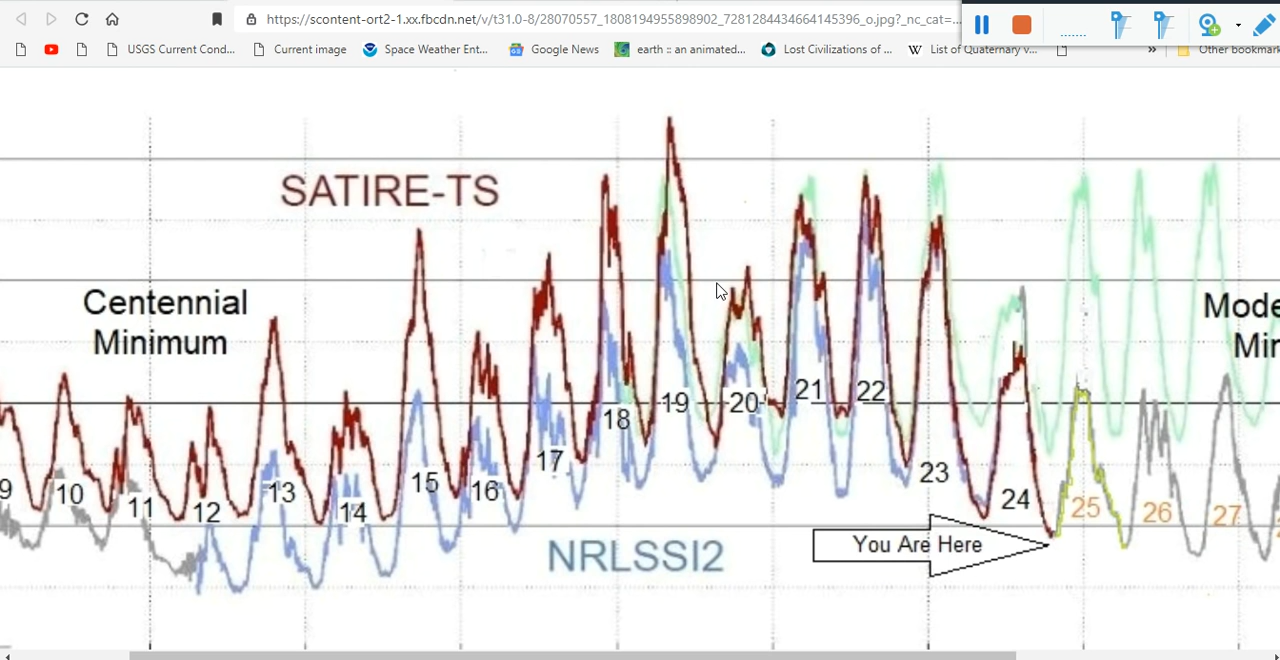 https://scontent-ort2-1.xx.fbcdn.net/v/t31.0-8/28070557_1808194955898902_7281284434664145396_o.jpg?_nc_cat=...
USGS Current Cond... Current image Space Weather Ent... Google News earth :: an animated... Lost Civilizations of ... List of Quaternary v... » Other bookmark
SATIRE-TS
Centennial
Minimum
Mode
Mir
9 10 11 12 13 14 15 16 17 18 19 20 21 22 23 24 25 26 27
You Are Here
NRLSSI2